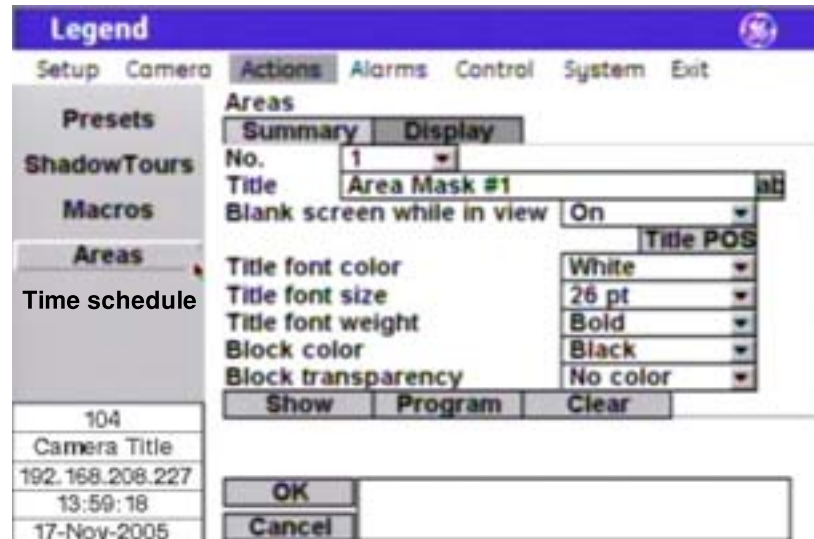 Legend
GE
Setup Camera Actions Alarms Control System Exit
Presets
ShadowTours
Macros
Areas
Time schedule
Areas
Summary Display
No. 1
Title Area Mask #1 ab
Blank screen while in view On
Title POS
Title font color White
Title font size 26 pt
Title font weight Bold
Block color Black
Block transparency No color
Show Program Clear
104
Camera Title
192.168.208.227
13:59:18
17-Nov-2005
OK
Cancel